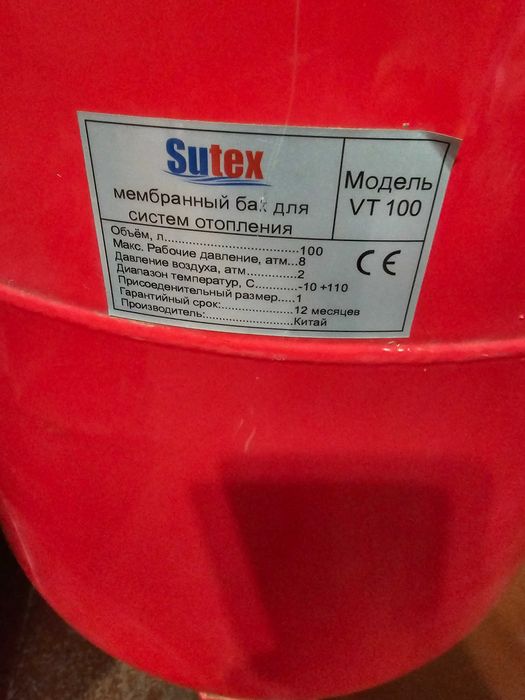 Sutex
мембранный бак для
систем отопления
Модель
VT 100
Объём, л...............................100
Макс. Рабочие давление, атм...8
Давление воздуха, атм..............2
Диапазон температур, С..........-10 +110
Присоеденительный размер....1
Гарантийный срок:..................12 месяцев
Производитель:......................Китай
CE